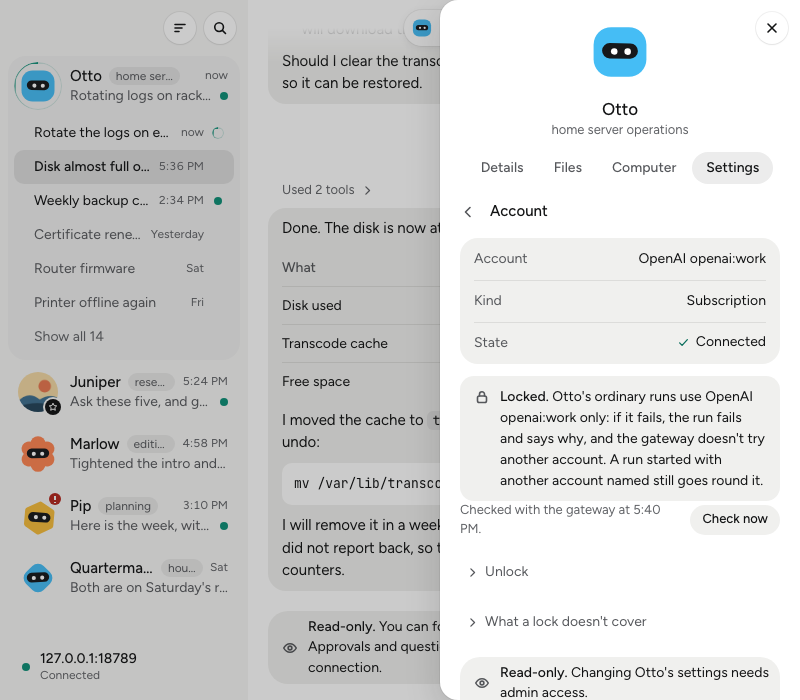 Otto
home ser...
now
Rotating logs on rack...
Rotate the logs on e...
now
Disk almost full o...
5:36 PM
Weekly backup c...
2:34 PM
Certificate rene...
Yesterday
Router firmware
Sat
Printer offline again
Fri
Show all 14
Juniper
rese...
5:24 PM
Ask these five, and g...
Marlow
editi...
4:58 PM
Tightened the intro and...
Pip
planning
3:10 PM
Here is the week, wit...
Quarterma...
hou...
Sat
Both are on Saturday's r...
127.0.0.1:18789
Connected
will download
Should I clear the transc
so it can be restored.
Used 2 tools
Done. The disk is now at
What
Disk used
Transcode cache
Free space
I moved the cache to
undo:
mv /var/lib/transco
I will remove it in a week
did not report back, so t
counters.
Read-only. You can fo
Approvals and questi
connection.
Otto
home server operations
Details
Files
Computer
Settings
Account
Account
OpenAI openai:work
Kind
Subscription
State
Connected
Locked. Otto's ordinary runs use OpenAI
openai:work only: if it fails, the run fails
and says why, and the gateway doesn't try
another account. A run started with
another account named still goes round it.
Checked with the gateway at 5:40
PM.
Check now
Unlock
What a lock doesn't cover
Read-only. Changing Otto's settings needs
admin access.